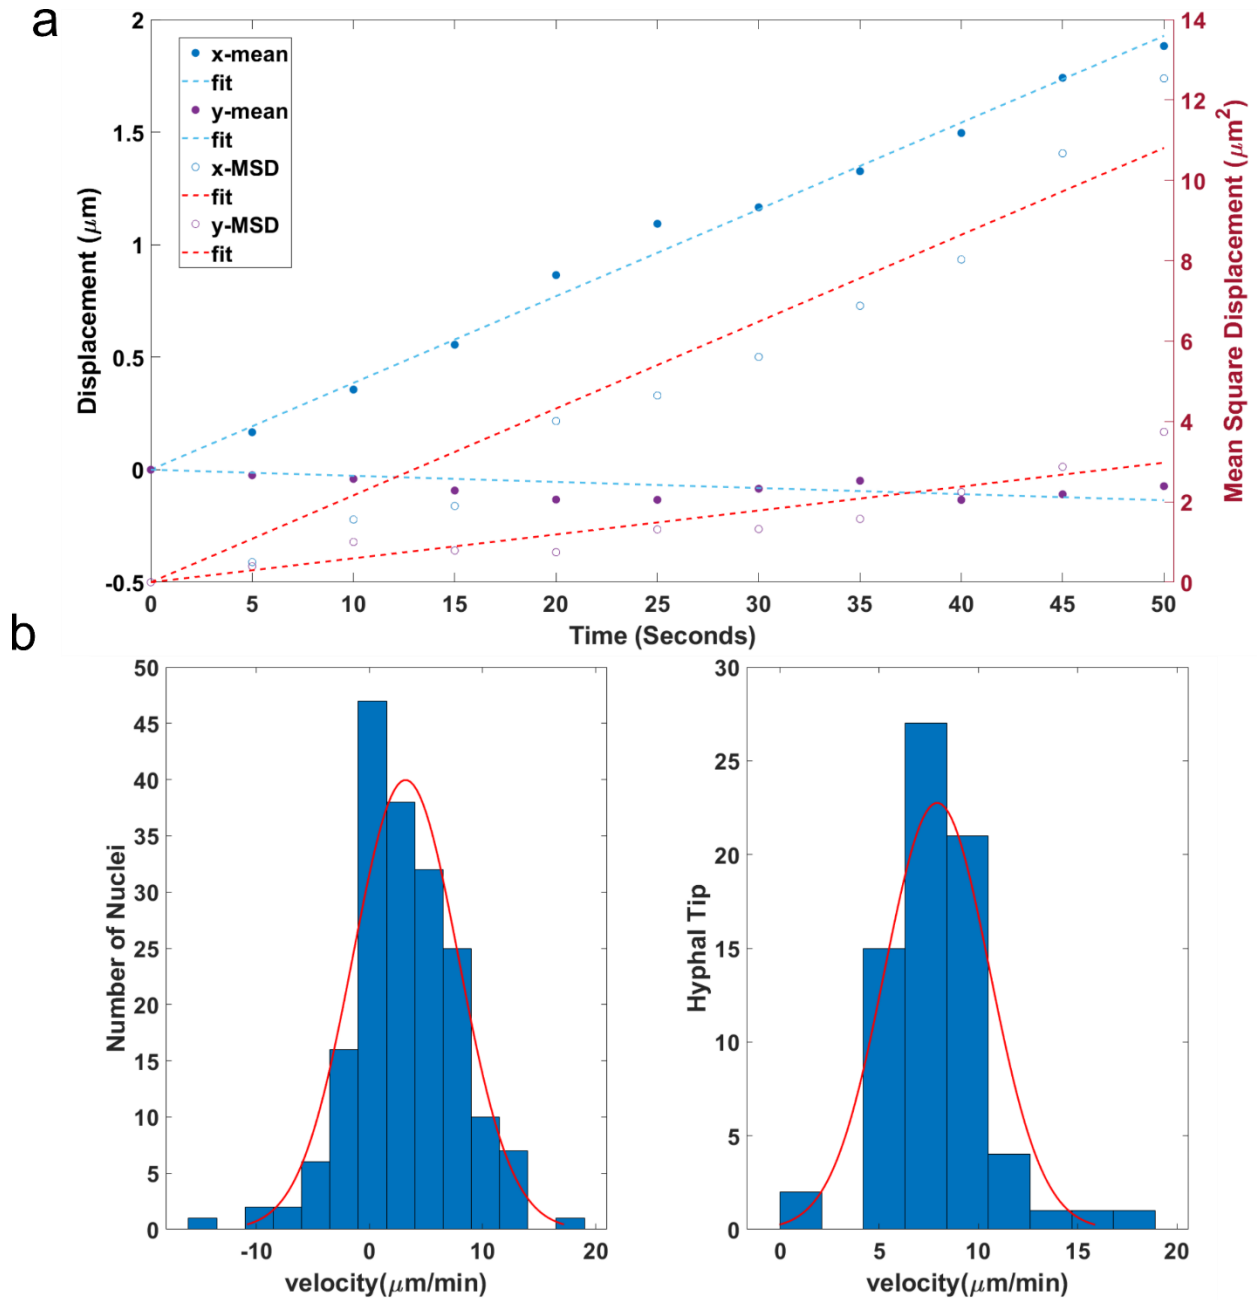 a
x-mean
fit
y-mean
fit
x-MSD
fit
y-MSD
fit
Displacement (μm)
2
1.5
1
0.5
0
-0.5
Mean Square Displacement (μm²)
14
12
10
8
6
4
2
0
0 5 10 15 20 25 30 35 40 45 50
Time (Seconds)
b
Number of Nuclei
50
45
40
35
30
25
20
15
10
5
0
-10 0 10 20
velocity(μm/min)
Hyphal Tip
30
25
20
15
10
5
0
0 5 10 15 20
velocity(μm/min)